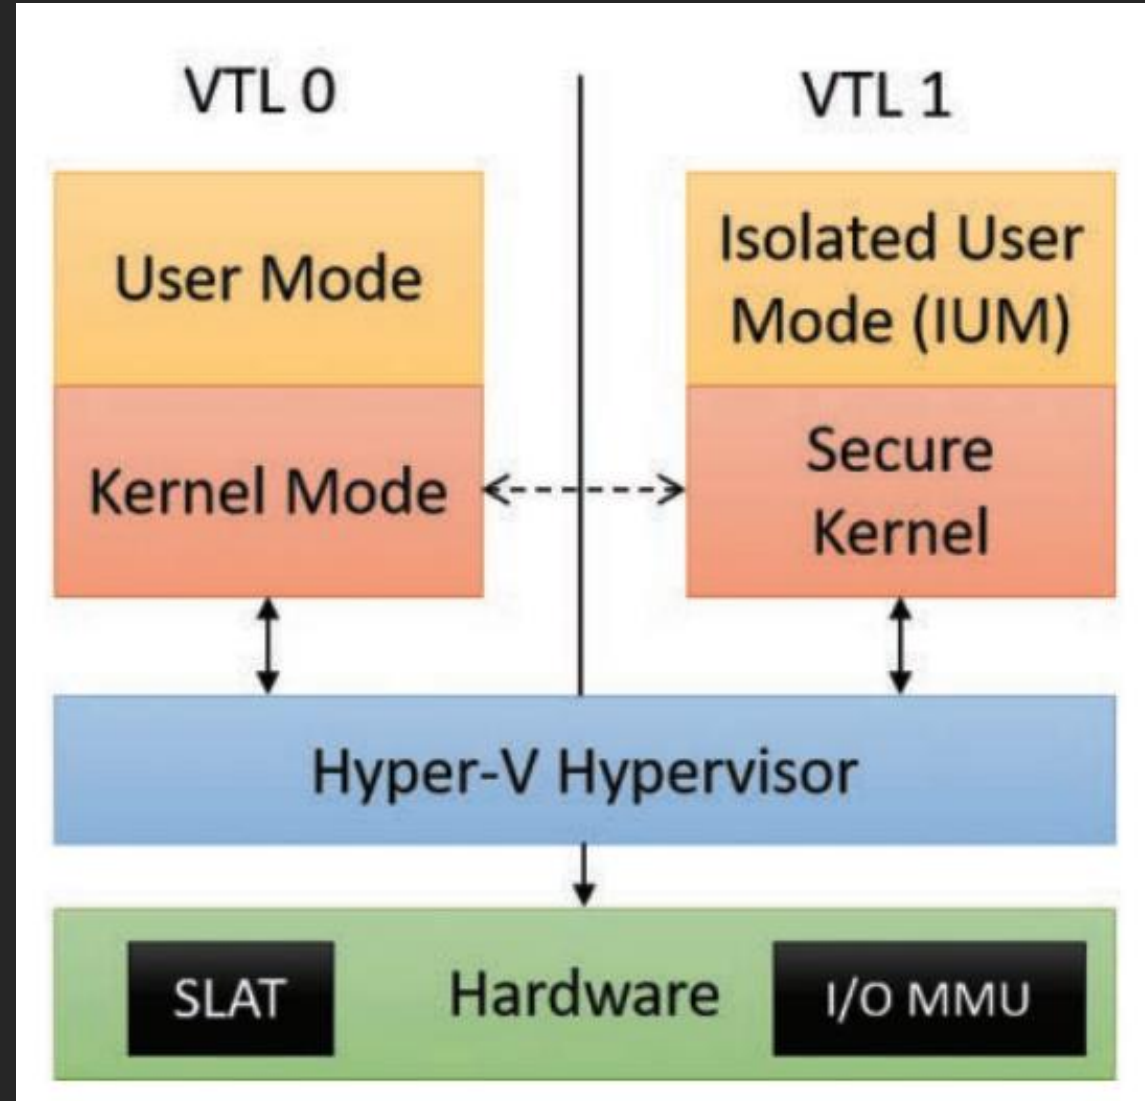 VTL 0
VTL 1
User Mode
Isolated User
Mode (IUM)
Kernel Mode
Secure
Kernel
Hyper-V Hypervisor
SLAT
Hardware
I/O MMU